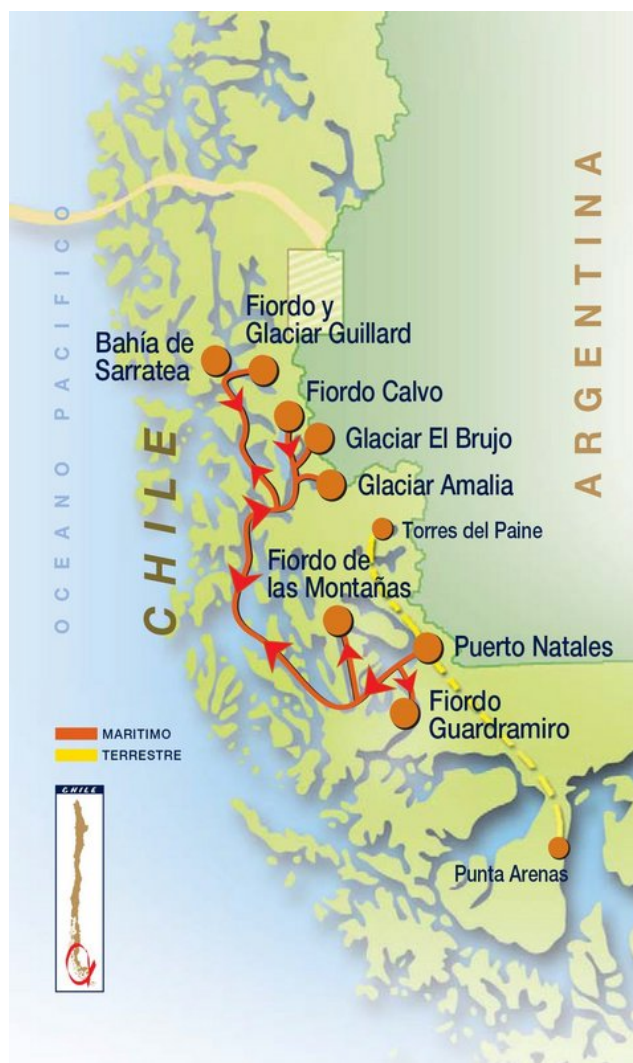 OCEANO PACIFICO
CHILE
ARGENTINA
Fiordo y
Glaciar Guillard
Bahía de
Sarratea
Fiordo Calvo
Glaciar El Brujo
Glaciar Amalia
Torres del Paine
Fiordo de
las Montañas
Puerto Natales
Fiordo
Guardramiro
MARITIMO
TERRESTRE
CHILE
Punta Arenas